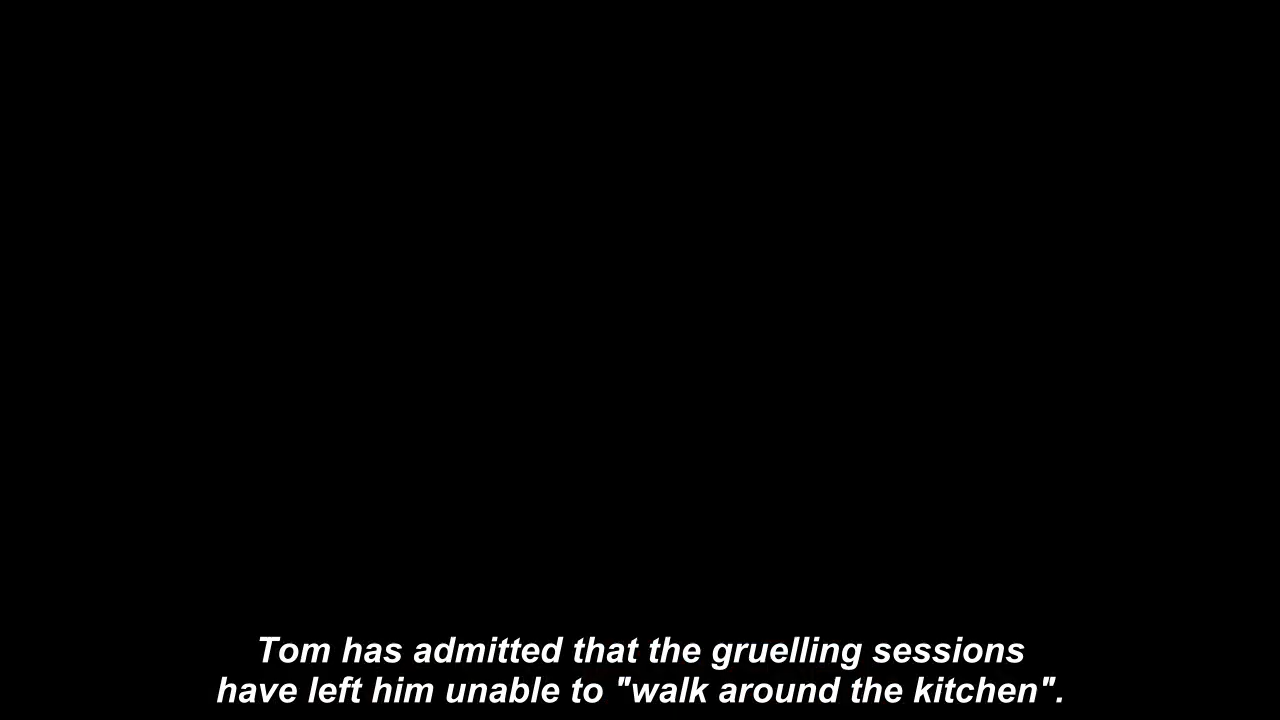 Tom has admitted that the gruelling sessions
have left him unable to "walk around the kitchen".